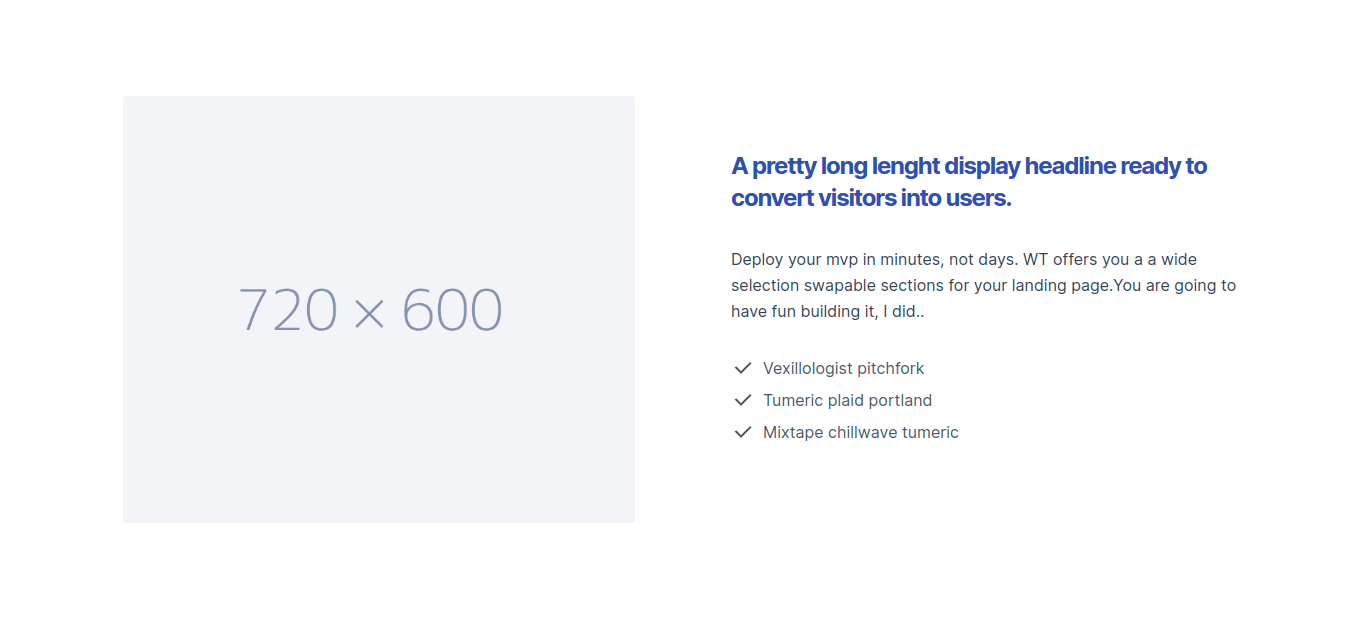 720 × 600
A pretty long lenght display headline ready to
convert visitors into users.
Deploy your mvp in minutes, not days. WT offers you a a wide
selection swapable sections for your landing page.You are going to
have fun building it, I did..
Vexillologist pitchfork
Tumeric plaid portland
Mixtape chillwave tumeric